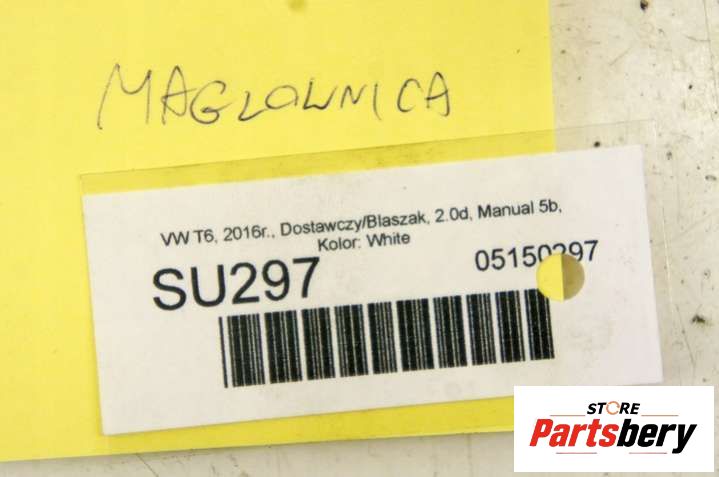 MAGLOWNICA
VW T6, 2016r., Dostawczy/Blaszak, 2.0d, Manual 5b,
Kolor: White
SU297
05150297
STORE
Partsbery